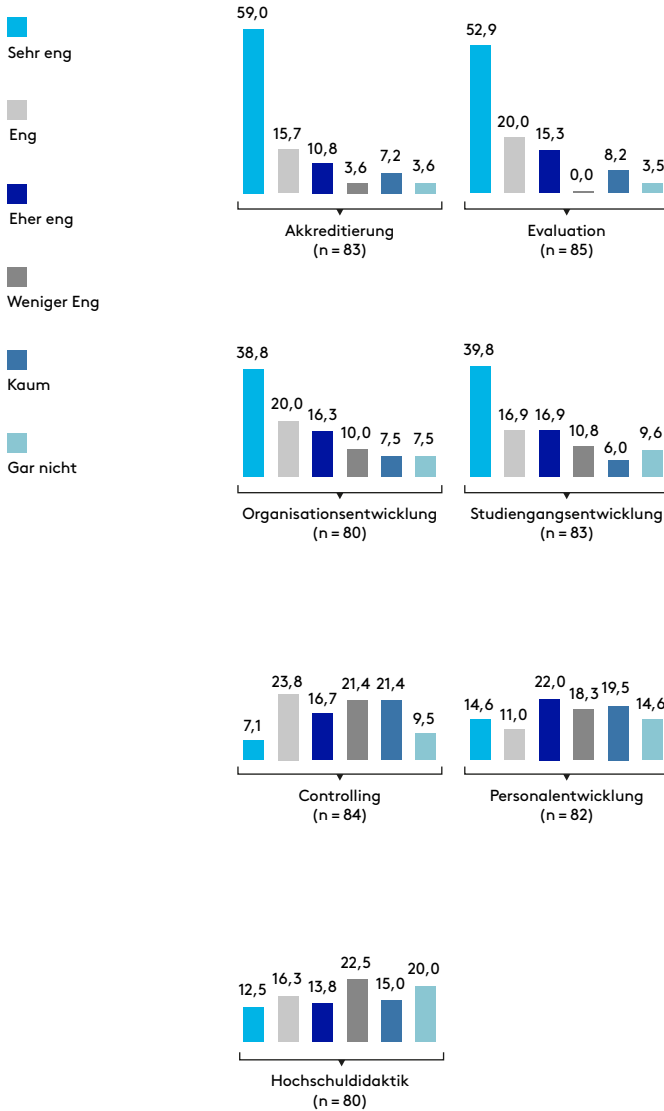 Sehr eng
Eng
Eher eng
Weniger Eng
Kaum
Gar nicht
59,0
15,7
10,8
3,6
7,2
3,6
Akkreditierung
(n = 83)
52,9
20,0
15,3
0,0
8,2
3,5
Evaluation
(n = 85)
38,8
20,0
16,3
10,0
7,5
7,5
Organisationsentwicklung
(n = 80)
39,8
16,9
16,9
10,8
6,0
9,6
Studiengangsentwicklung
(n = 83)
7,1
23,8
16,7
21,4
21,4
9,5
Controlling
(n = 84)
14,6
11,0
22,0
18,3
19,5
14,6
Personalentwicklung
(n = 82)
12,5
16,3
13,8
22,5
15,0
20,0
Hochschuldidaktik
(n = 80)